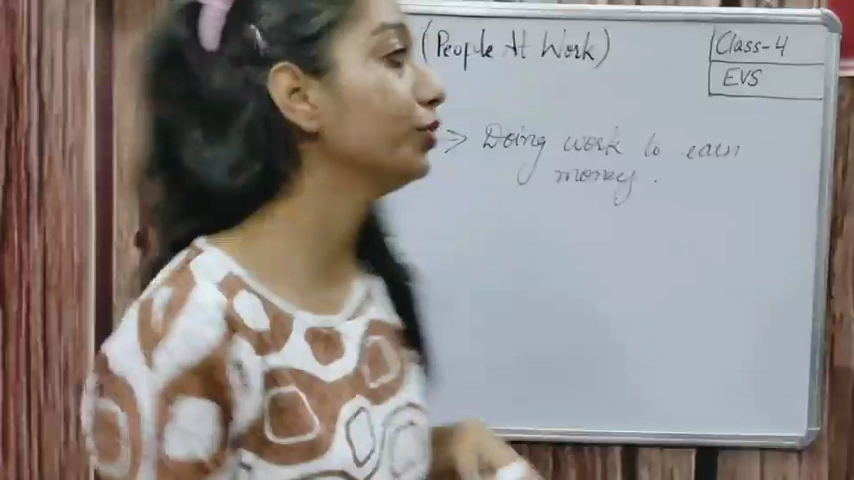 (People At Work)
Class-4
EVS
→ Doing work to earn
money.